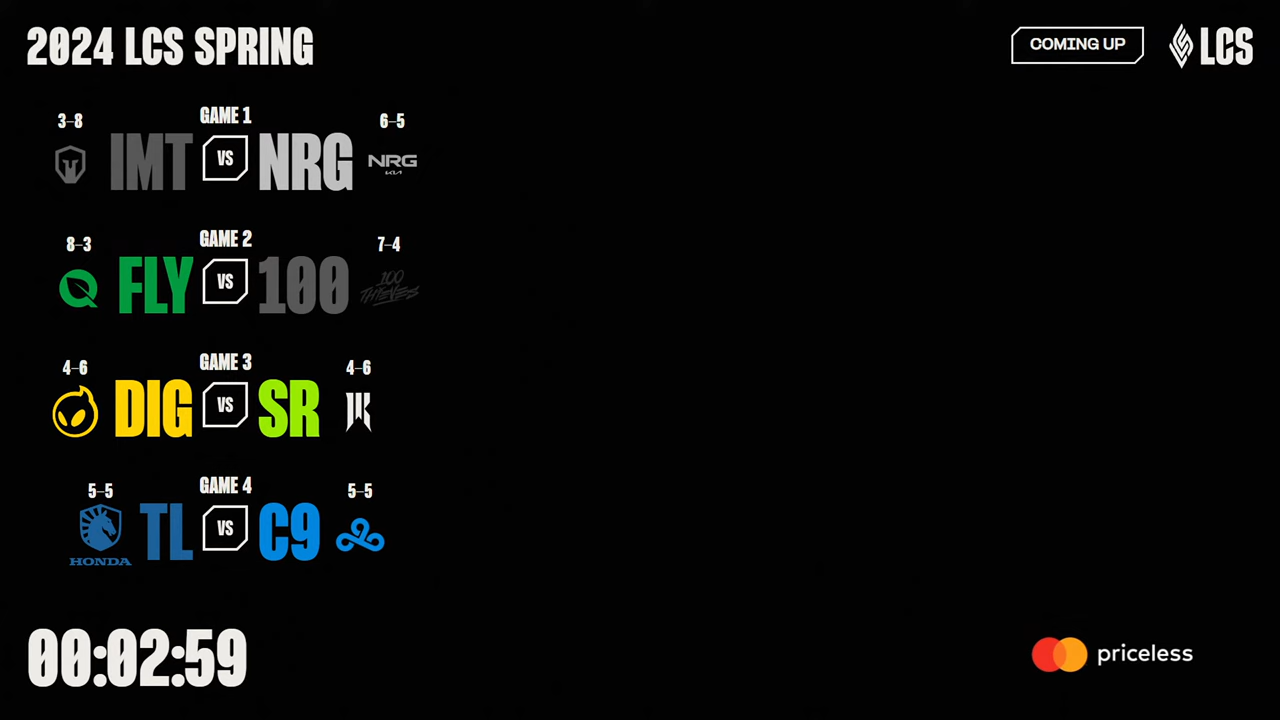 2024 LCS SPRING
COMING UP
LCS
GAME 1
3-8
6-5
IMT VS NRG
NRG
KIA
GAME 2
8-3
7-4
FLY VS 100
100
THIEVES
GAME 3
4-6
4-6
DIG VS SR
GAME 4
5-5
5-5
TL VS C9
HONDA
00:02:59
priceless